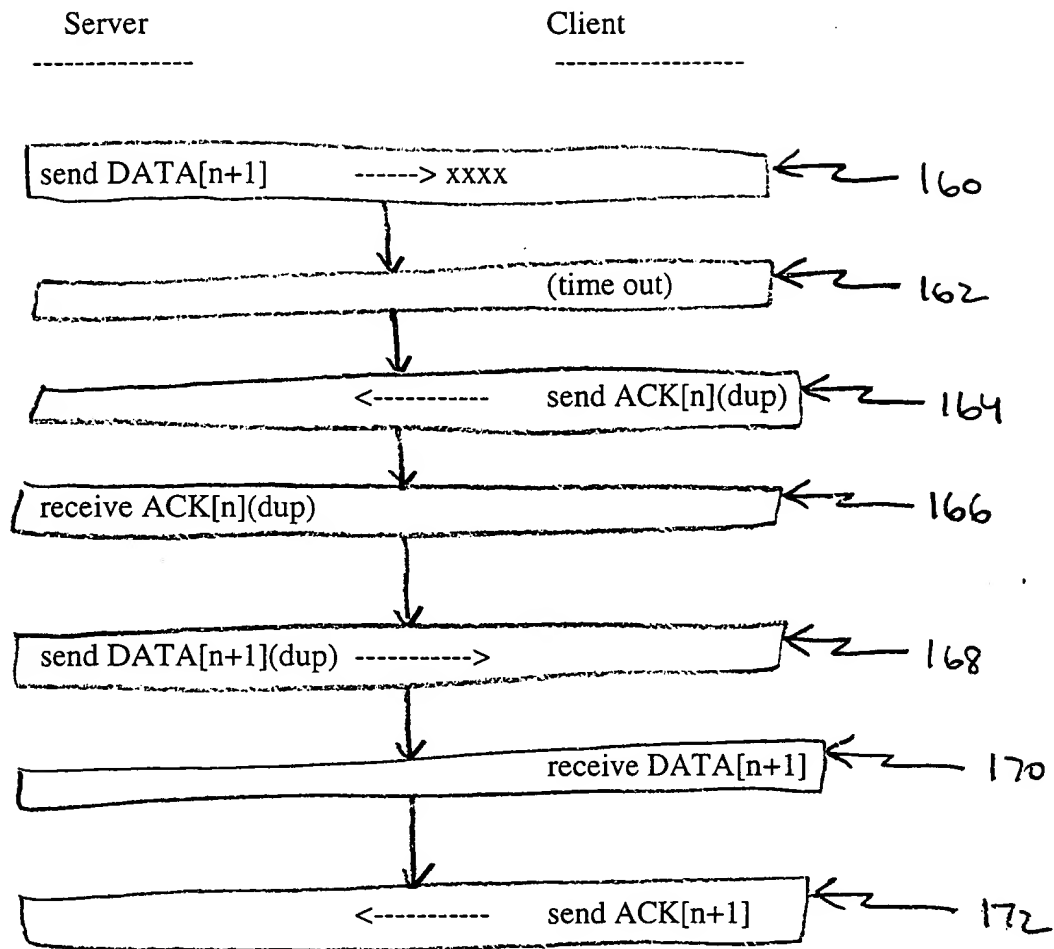 Server Client
-------------- -----------------
send DATA[n+1] ------> xxxx 160
(time out) 162
<----------- send ACK[n](dup) 164
receive ACK[n](dup) 166
send DATA[n+1](dup) -----------> 168
receive DATA[n+1] 170
<----------- send ACK[n+1] 172